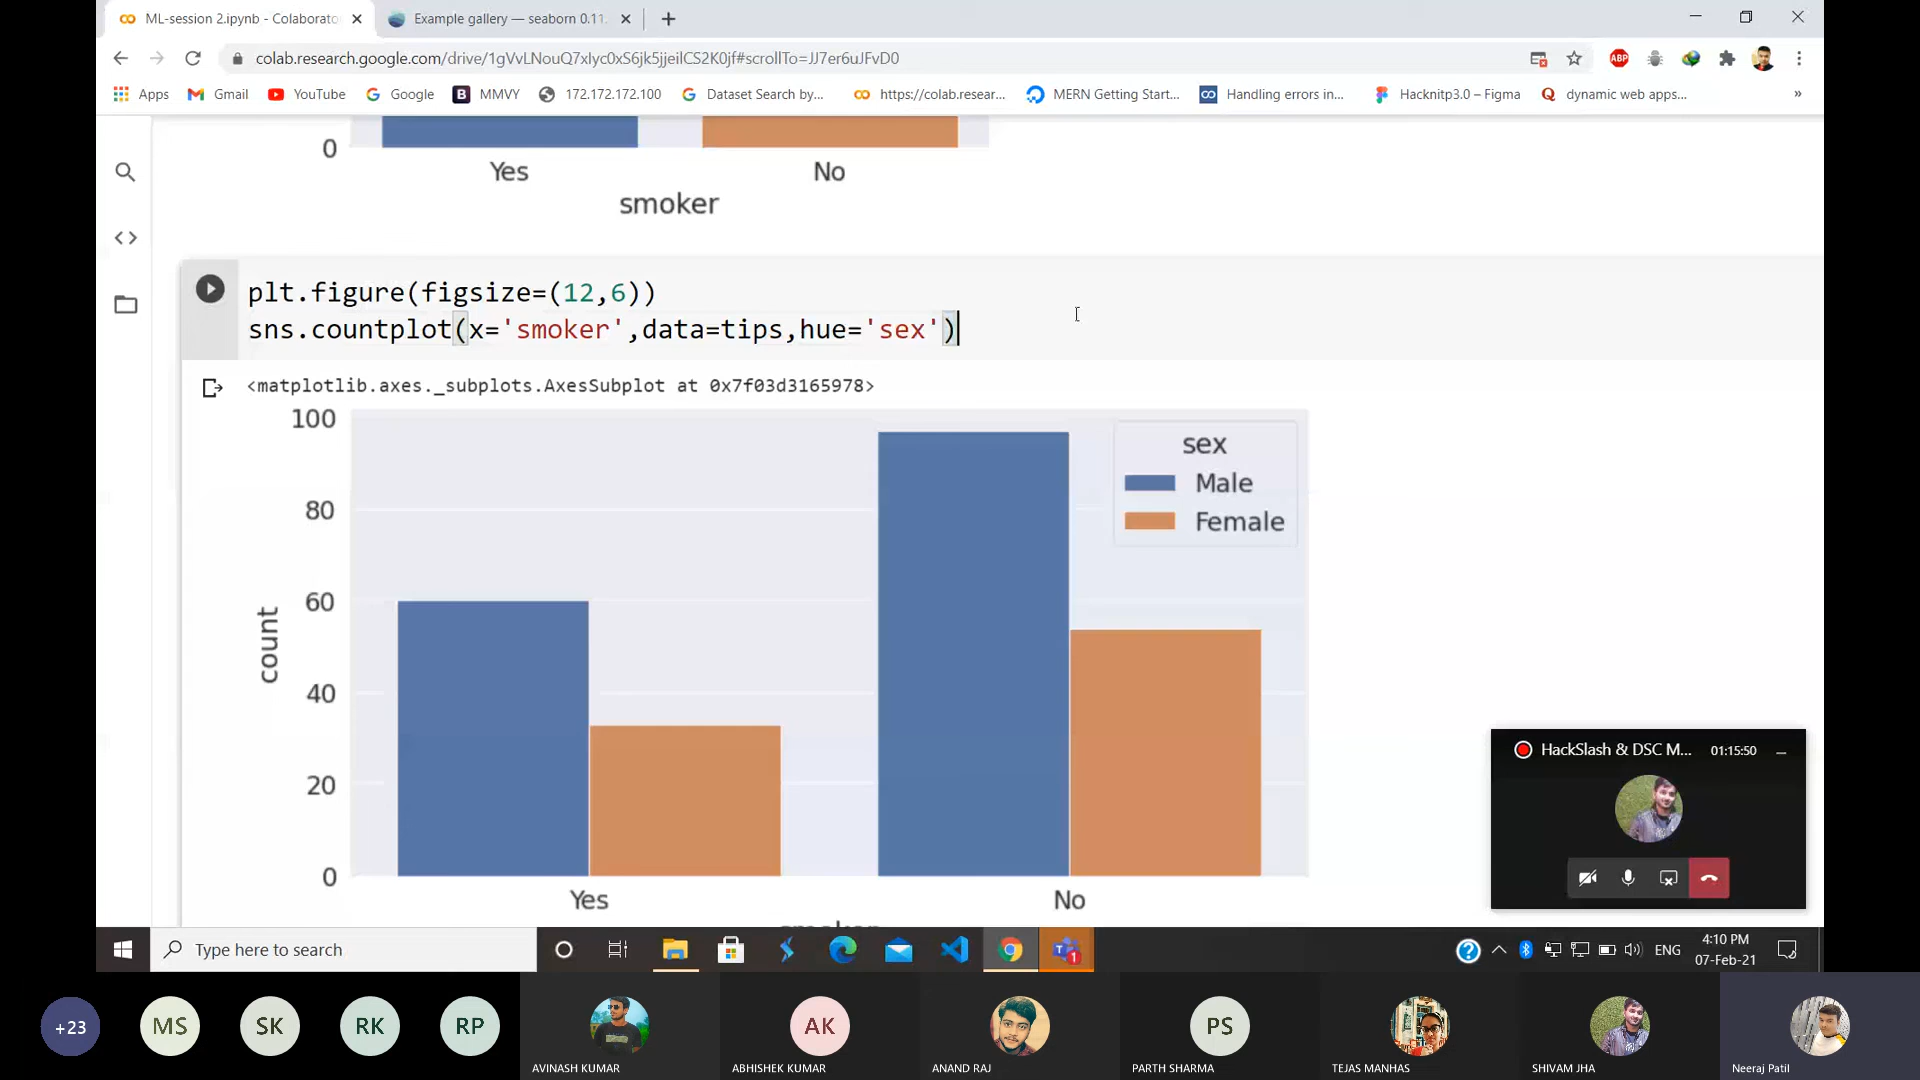 ML-session 2.ipynb - Colaborato
Example gallery — seaborn 0.11.
colab.research.google.com/drive/1gVvLNouQ7xlyc0xS6jk5jjeilCS2K0jf#scrollTo=JJ7er6uJFvD0
ABP
Apps
Gmail
YouTube
Google
B MMVY
172.172.172.100
Dataset Search by...
https://colab.resear...
MERN Getting Start...
Handling errors in...
Hacknitp3.0 – Figma
dynamic web apps...
»
0
Yes
No
smoker
plt.figure(figsize=(12,6))
sns.countplot(x='smoker',data=tips,hue='sex')
<matplotlib.axes._subplots.AxesSubplot at 0x7f03d3165978>
100
80
60
40
20
0
count
sex
Male
Female
Yes
No
smoker
HackSlash & DSC M...
01:15:50
Type here to search
1
ENG
4:10 PM
07-Feb-21
+23
MS
SK
RK
RP
AVINASH KUMAR
AK
ABHISHEK KUMAR
ANAND RAJ
PS
PARTH SHARMA
TEJAS MANHAS
SHIVAM JHA
Neeraj Patil